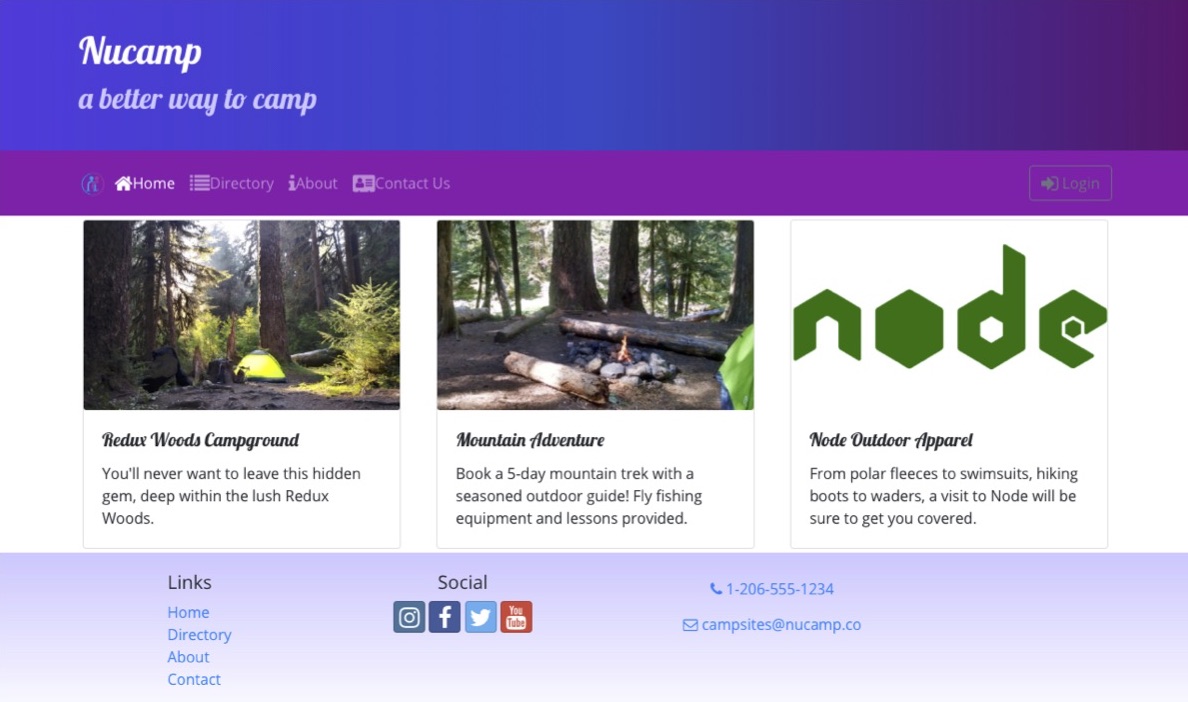 Nucamp
a better way to camp
Home Directory About Contact Us Login
node
Redux Woods Campground
You'll never want to leave this hidden
gem, deep within the lush Redux
Woods.
Mountain Adventure
Book a 5-day mountain trek with a
seasoned outdoor guide! Fly fishing
equipment and lessons provided.
Node Outdoor Apparel
From polar fleeces to swimsuits, hiking
boots to waders, a visit to Node will be
sure to get you covered.
Links
Home
Directory
About
Contact
Social
You
Tube
1-206-555-1234
campsites@nucamp.co